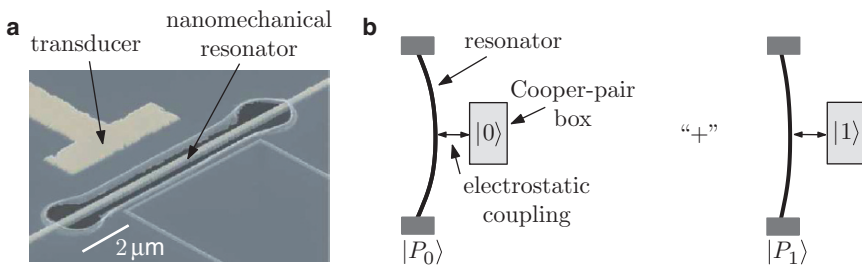 a
transducer
nanomechanical
resonator
2 μm
b
resonator
Cooper-pair
box
|0⟩
electrostatic
coupling
|P₀⟩
“+”
|1⟩
|P₁⟩